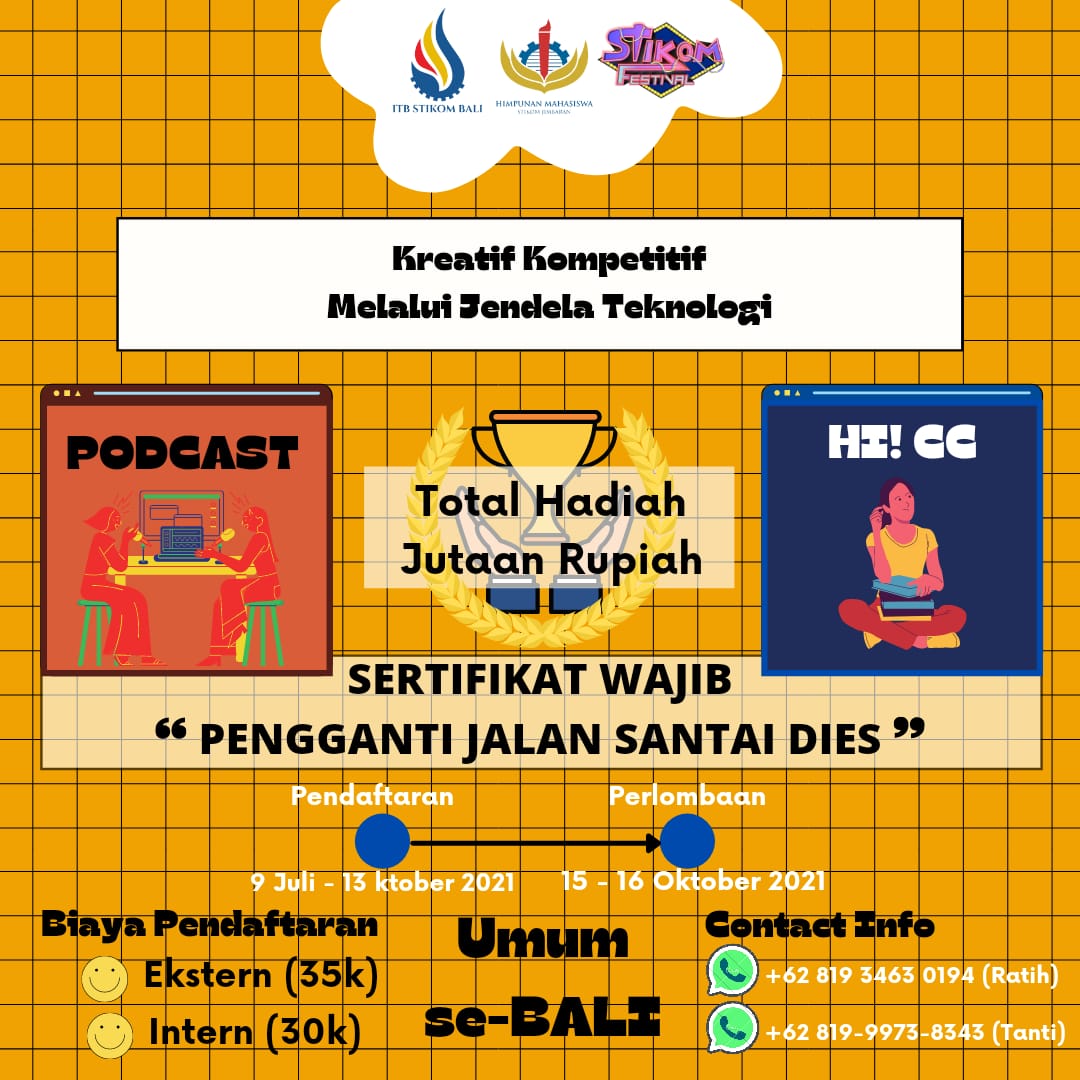 ITB STIKOM BALI
HIMPUNAN MAHASISWA
STIKOM JIMBARAN
STIKOM
FESTIVAL
Kreatif Kompetitif
Melalui Jendela Teknologi
PODCAST
HI! CC
Total Hadiah
Jutaan Rupiah
SERTIFIKAT WAJIB
“ PENGGANTI JALAN SANTAI DIES ”
Pendaftaran
Perlombaan
9 Juli - 13 ktober 2021
15 - 16 Oktober 2021
Biaya Pendaftaran
Ekstern (35k)
Intern (30k)
Umum
se-BALI
Contact Info
+62 819 3463 0194 (Ratih)
+62 819-9973-8343 (Tanti)